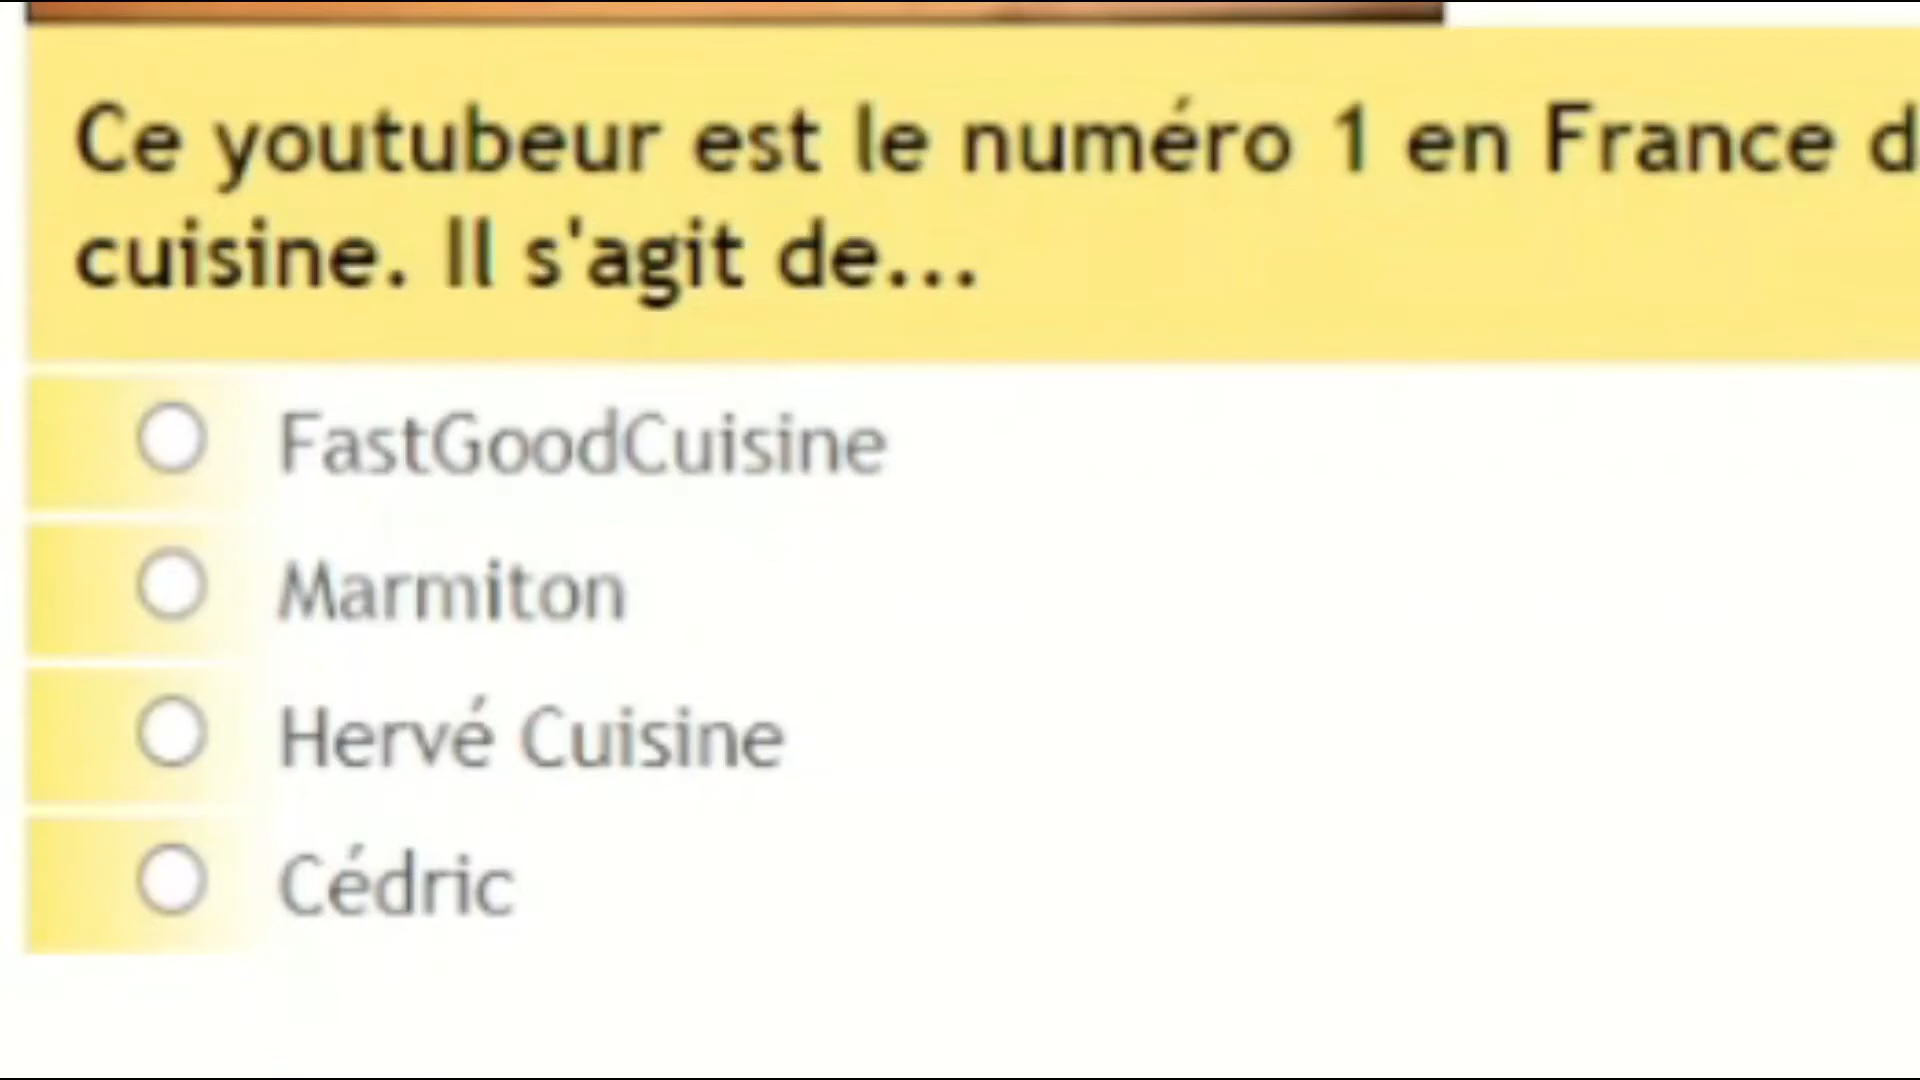 Ce youtubeur est le numéro 1 en France
cuisine. Il s'agit de...
FastGoodCuisine
Marmiton
Hervé Cuisine
Cédric